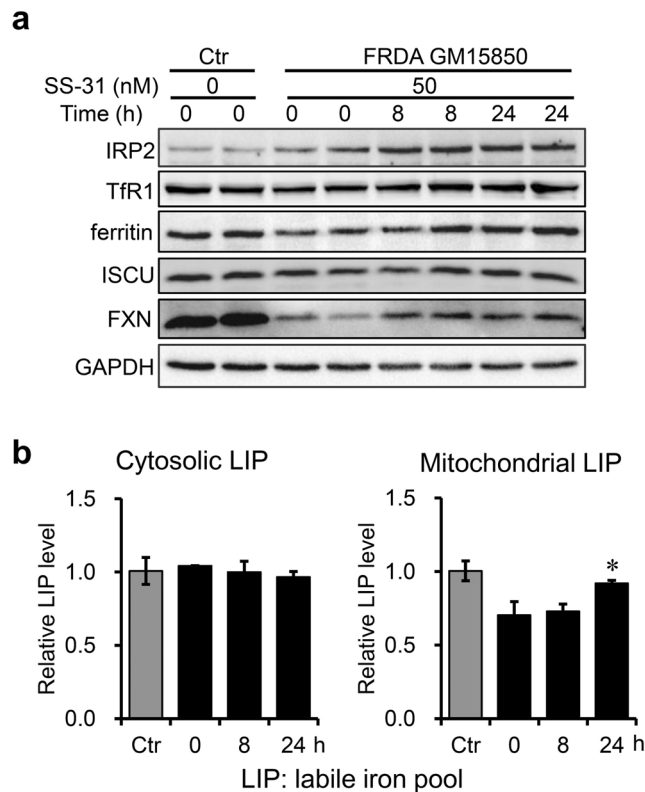 a
Ctr FRDA GM15850
SS-31 (nM) 0 50
Time (h) 0 0 0 0 8 8 24 24
IRP2
TfR1
ferritin
ISCU
FXN
GAPDH
b
Cytosolic LIP
Relative LIP level
1.5
1.0
0.5
0.0
Ctr 0 8 24 h
Mitochondrial LIP
Relative LIP level
1.5
1.0
0.5
0.0
*
Ctr 0 8 24 h
LIP: labile iron pool